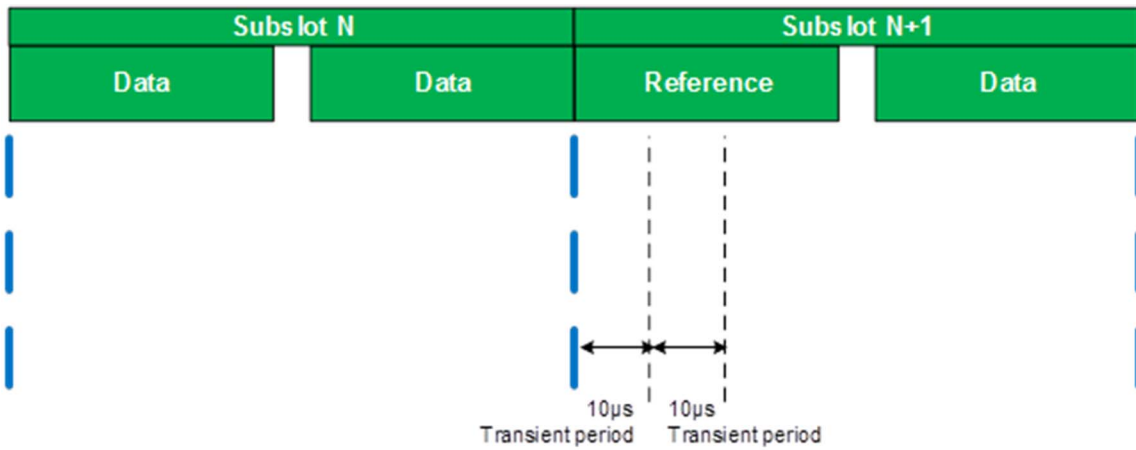 Subslot N
Subslot N+1
Data
Data
Reference
Data
10µs
Transient period
10µs
Transient period